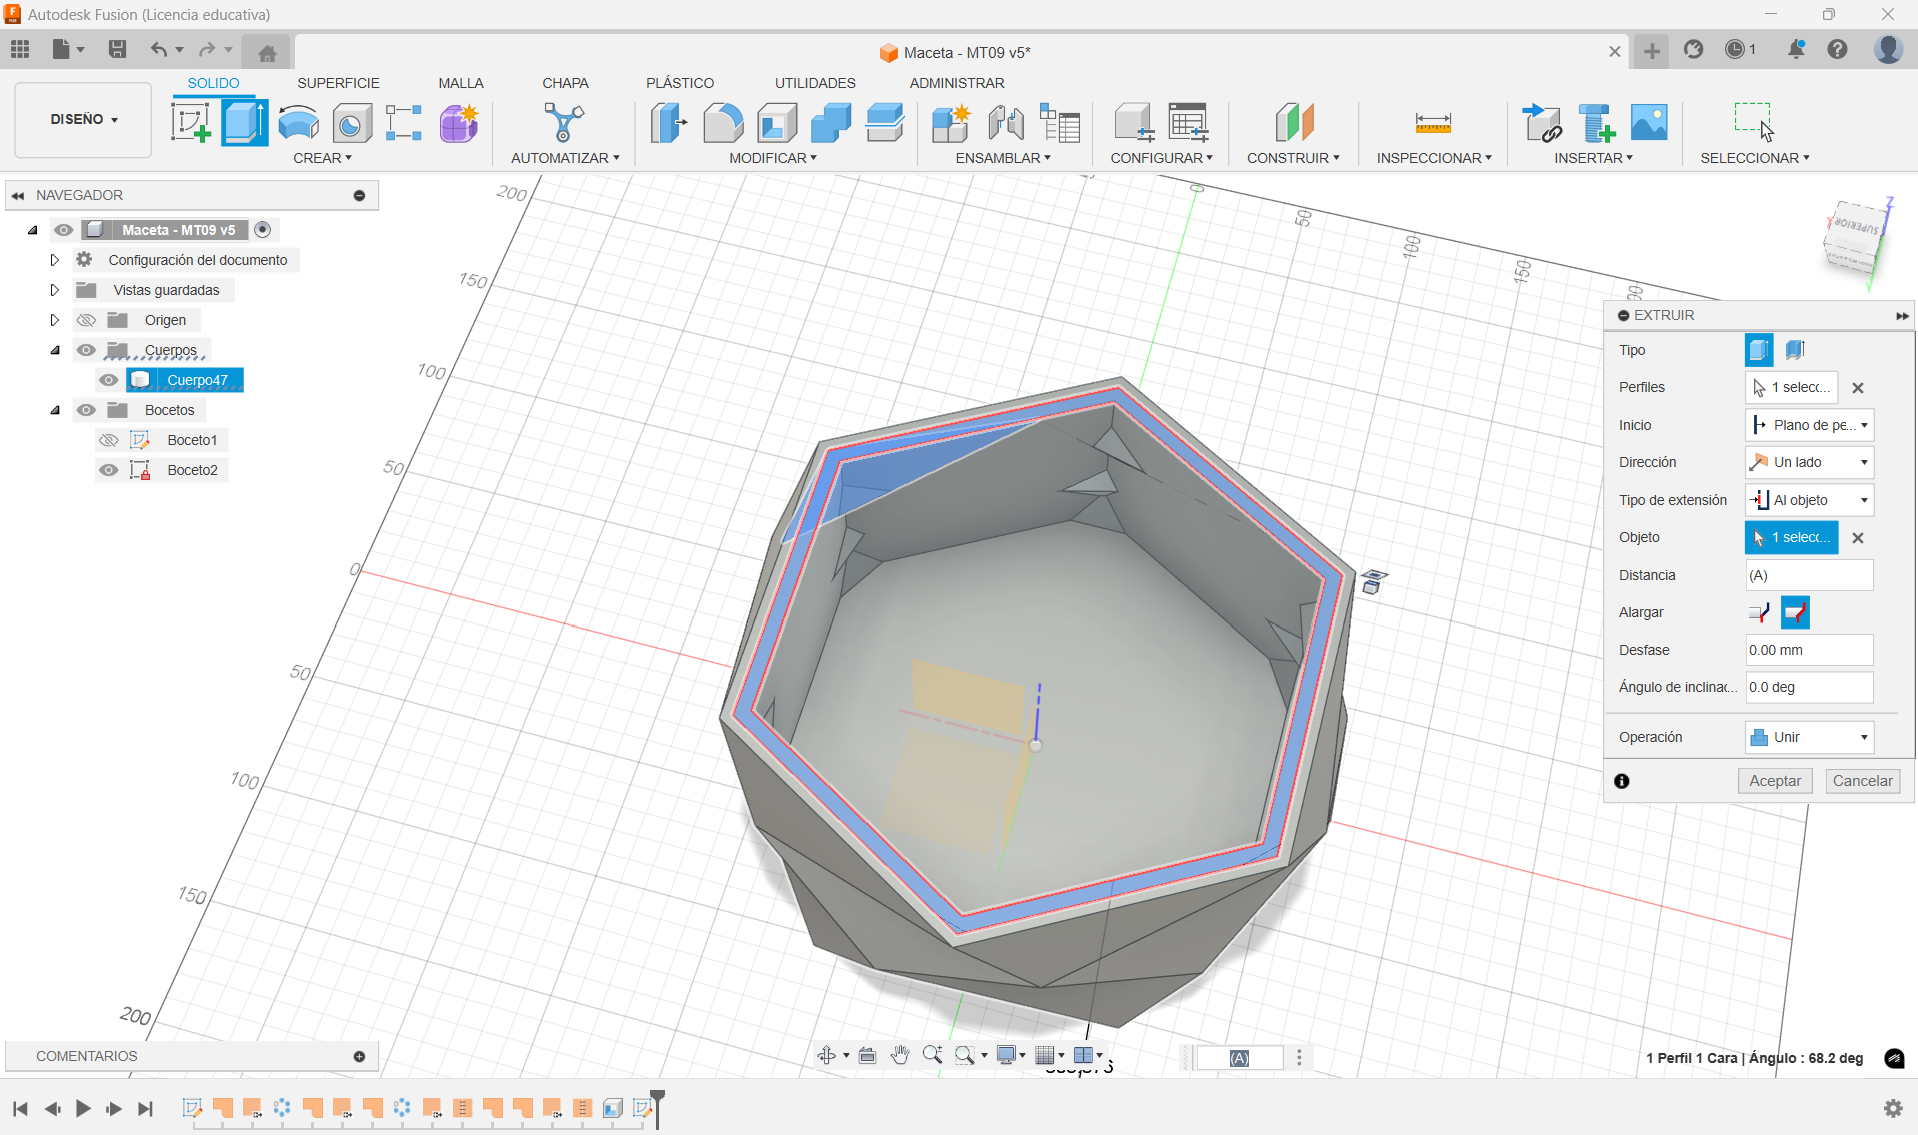 Autodesk Fusion (Licencia educativa)
Maceta - MT09 v5*
1
SOLIDO SUPERFICIE MALLA CHAPA PLÁSTICO UTILIDADES ADMINISTRAR
DISEÑO
CREAR AUTOMATIZAR MODIFICAR ENSAMBLAR CONFIGURAR CONSTRUIR INSPECCIONAR INSERTAR SELECCIONAR
NAVEGADOR
Maceta - MT09 v5
Configuración del documento
Vistas guardadas
Origen
Cuerpos
Cuerpo47
Bocetos
Boceto1
Boceto2
200
150
100
50
0
50
100
150
200
0
50
100
150
SUPERIOR
Z
X
Y
EXTRUIR
Tipo
Perfiles 1 selecc...
Inicio Plano de pe...
Dirección Un lado
Tipo de extensión Al objeto
Objeto 1 selecc...
Distancia (A)
Alargar
Desfase 0.00 mm
Ángulo de inclinac... 0.0 deg
Operación Unir
Aceptar Cancelar
COMENTARIOS
(A)
1 Perfil 1 Cara | Ángulo : 68.2 deg